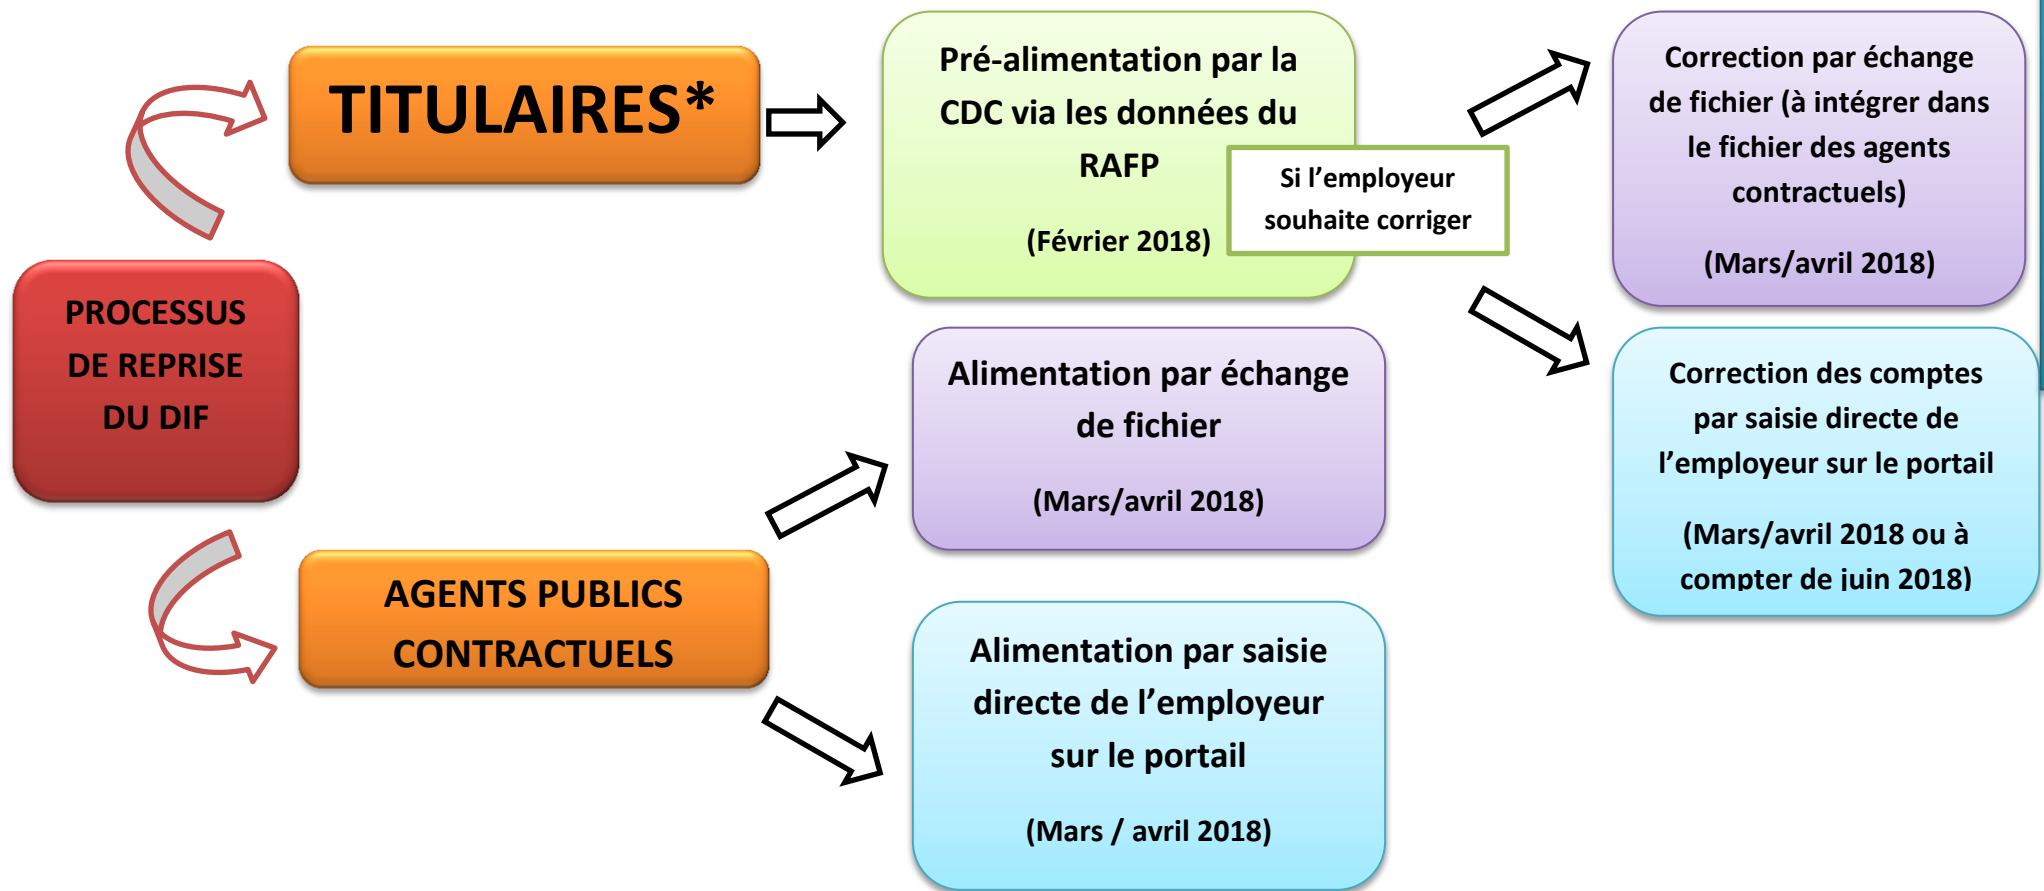 PROCESSUS
DE REPRISE
DU DIF
TITULAIRES*
Pré-alimentation par la
CDC via les données du
RAFP
(Février 2018)
Si l’employeur
souhaite corriger
Correction par échange
de fichier (à intégrer dans
le fichier des agents
contractuels)
(Mars/avril 2018)
Correction des comptes
par saisie directe de
l’employeur sur le portail
(Mars/avril 2018 ou à
compter de juin 2018)
AGENTS PUBLICS
CONTRACTUELS
Alimentation par échange
de fichier
(Mars/avril 2018)
Alimentation par saisie
directe de l’employeur
sur le portail
(Mars / avril 2018)